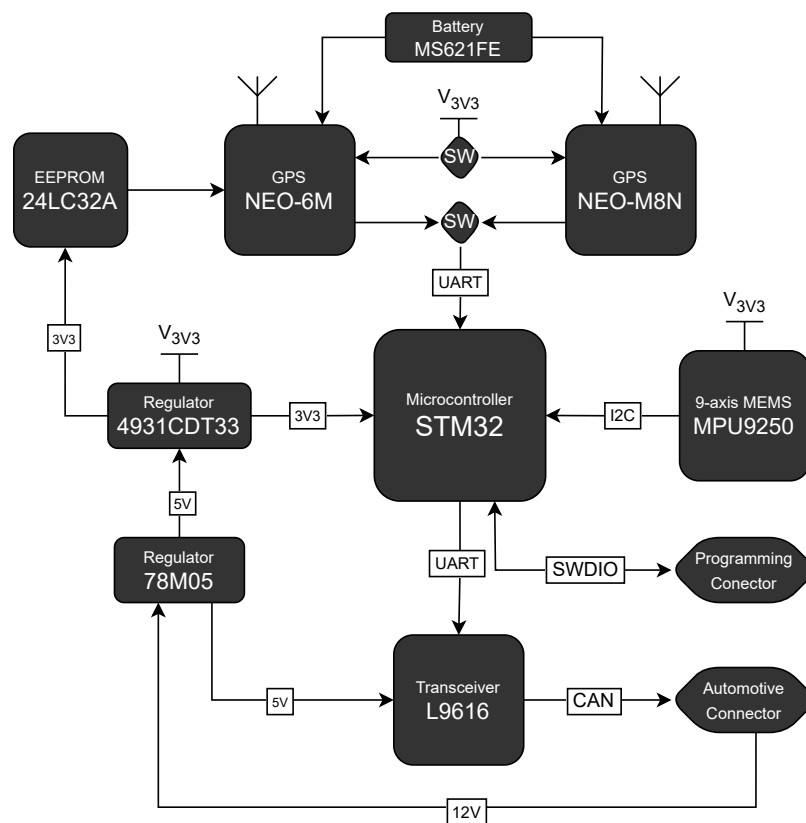 Battery
MS621FE
V3V3
SW
EEPROM
24LC32A
GPS
NEO-6M
GPS
NEO-M8N
SW
UART
V3V3
3V3
V3V3
Regulator
4931CDT33
3V3
Microcontroller
STM32
I2C
9-axis MEMS
MPU9250
5V
Regulator
78M05
UART
SWDIO
Programming
Conector
Transceiver
L9616
5V
CAN
Automotive
Connector
12V